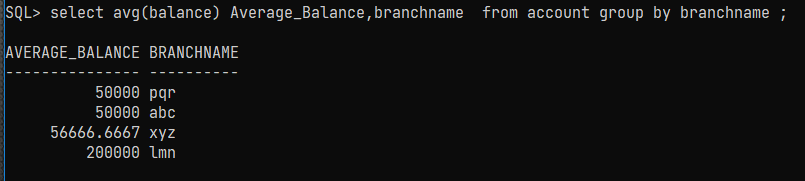 SQL> select avg(balance) Average_Balance,branchname  from account group by branchname ;
AVERAGE_BALANCE BRANCHNAME
--------------- ----------
          50000 pqr
          50000 abc
     56666.6667 xyz
         200000 lmn